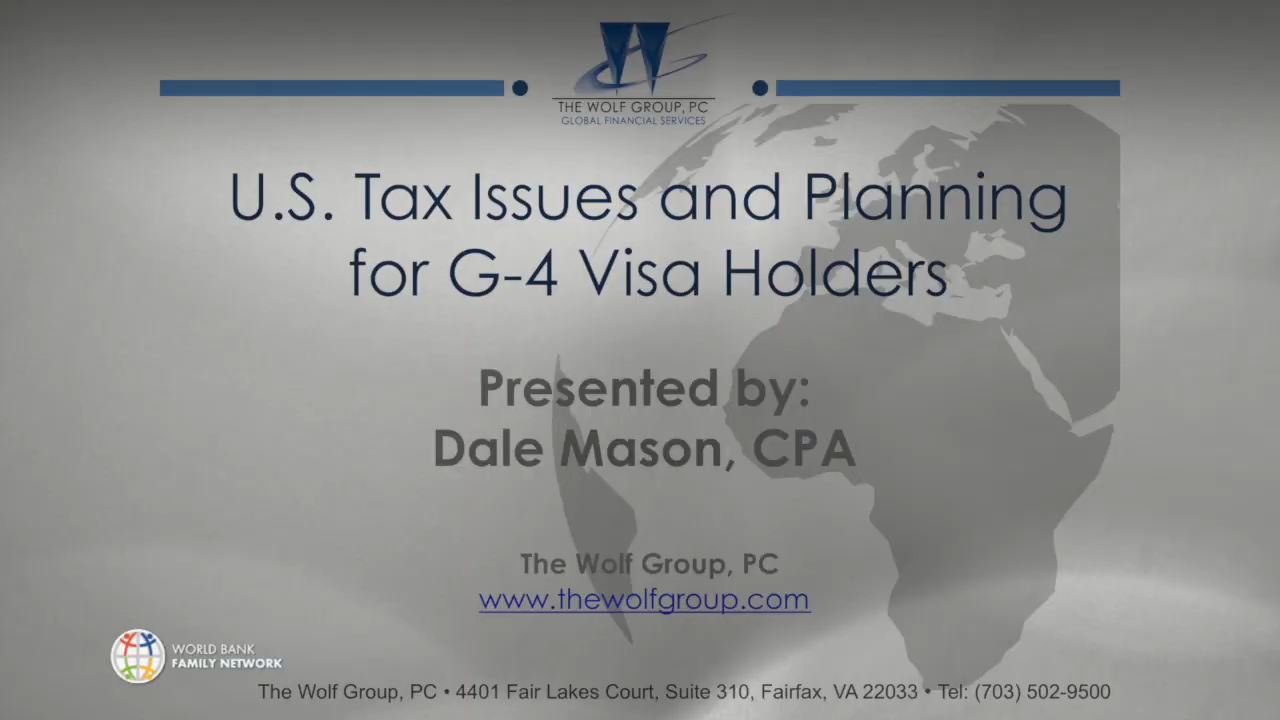 THE WOLF GROUP, PC
GLOBAL FINANCIAL SERVICES
U.S. Tax Issues and Planning
for G-4 Visa Holders
Presented by:
Dale Mason, CPA
The Wolf Group, PC
www.thewolfgroup.com
WORLD BANK
FAMILY NETWORK
The Wolf Group, PC • 4401 Fair Lakes Court, Suite 310, Fairfax, VA 22033 • Tel: (703) 502-9500